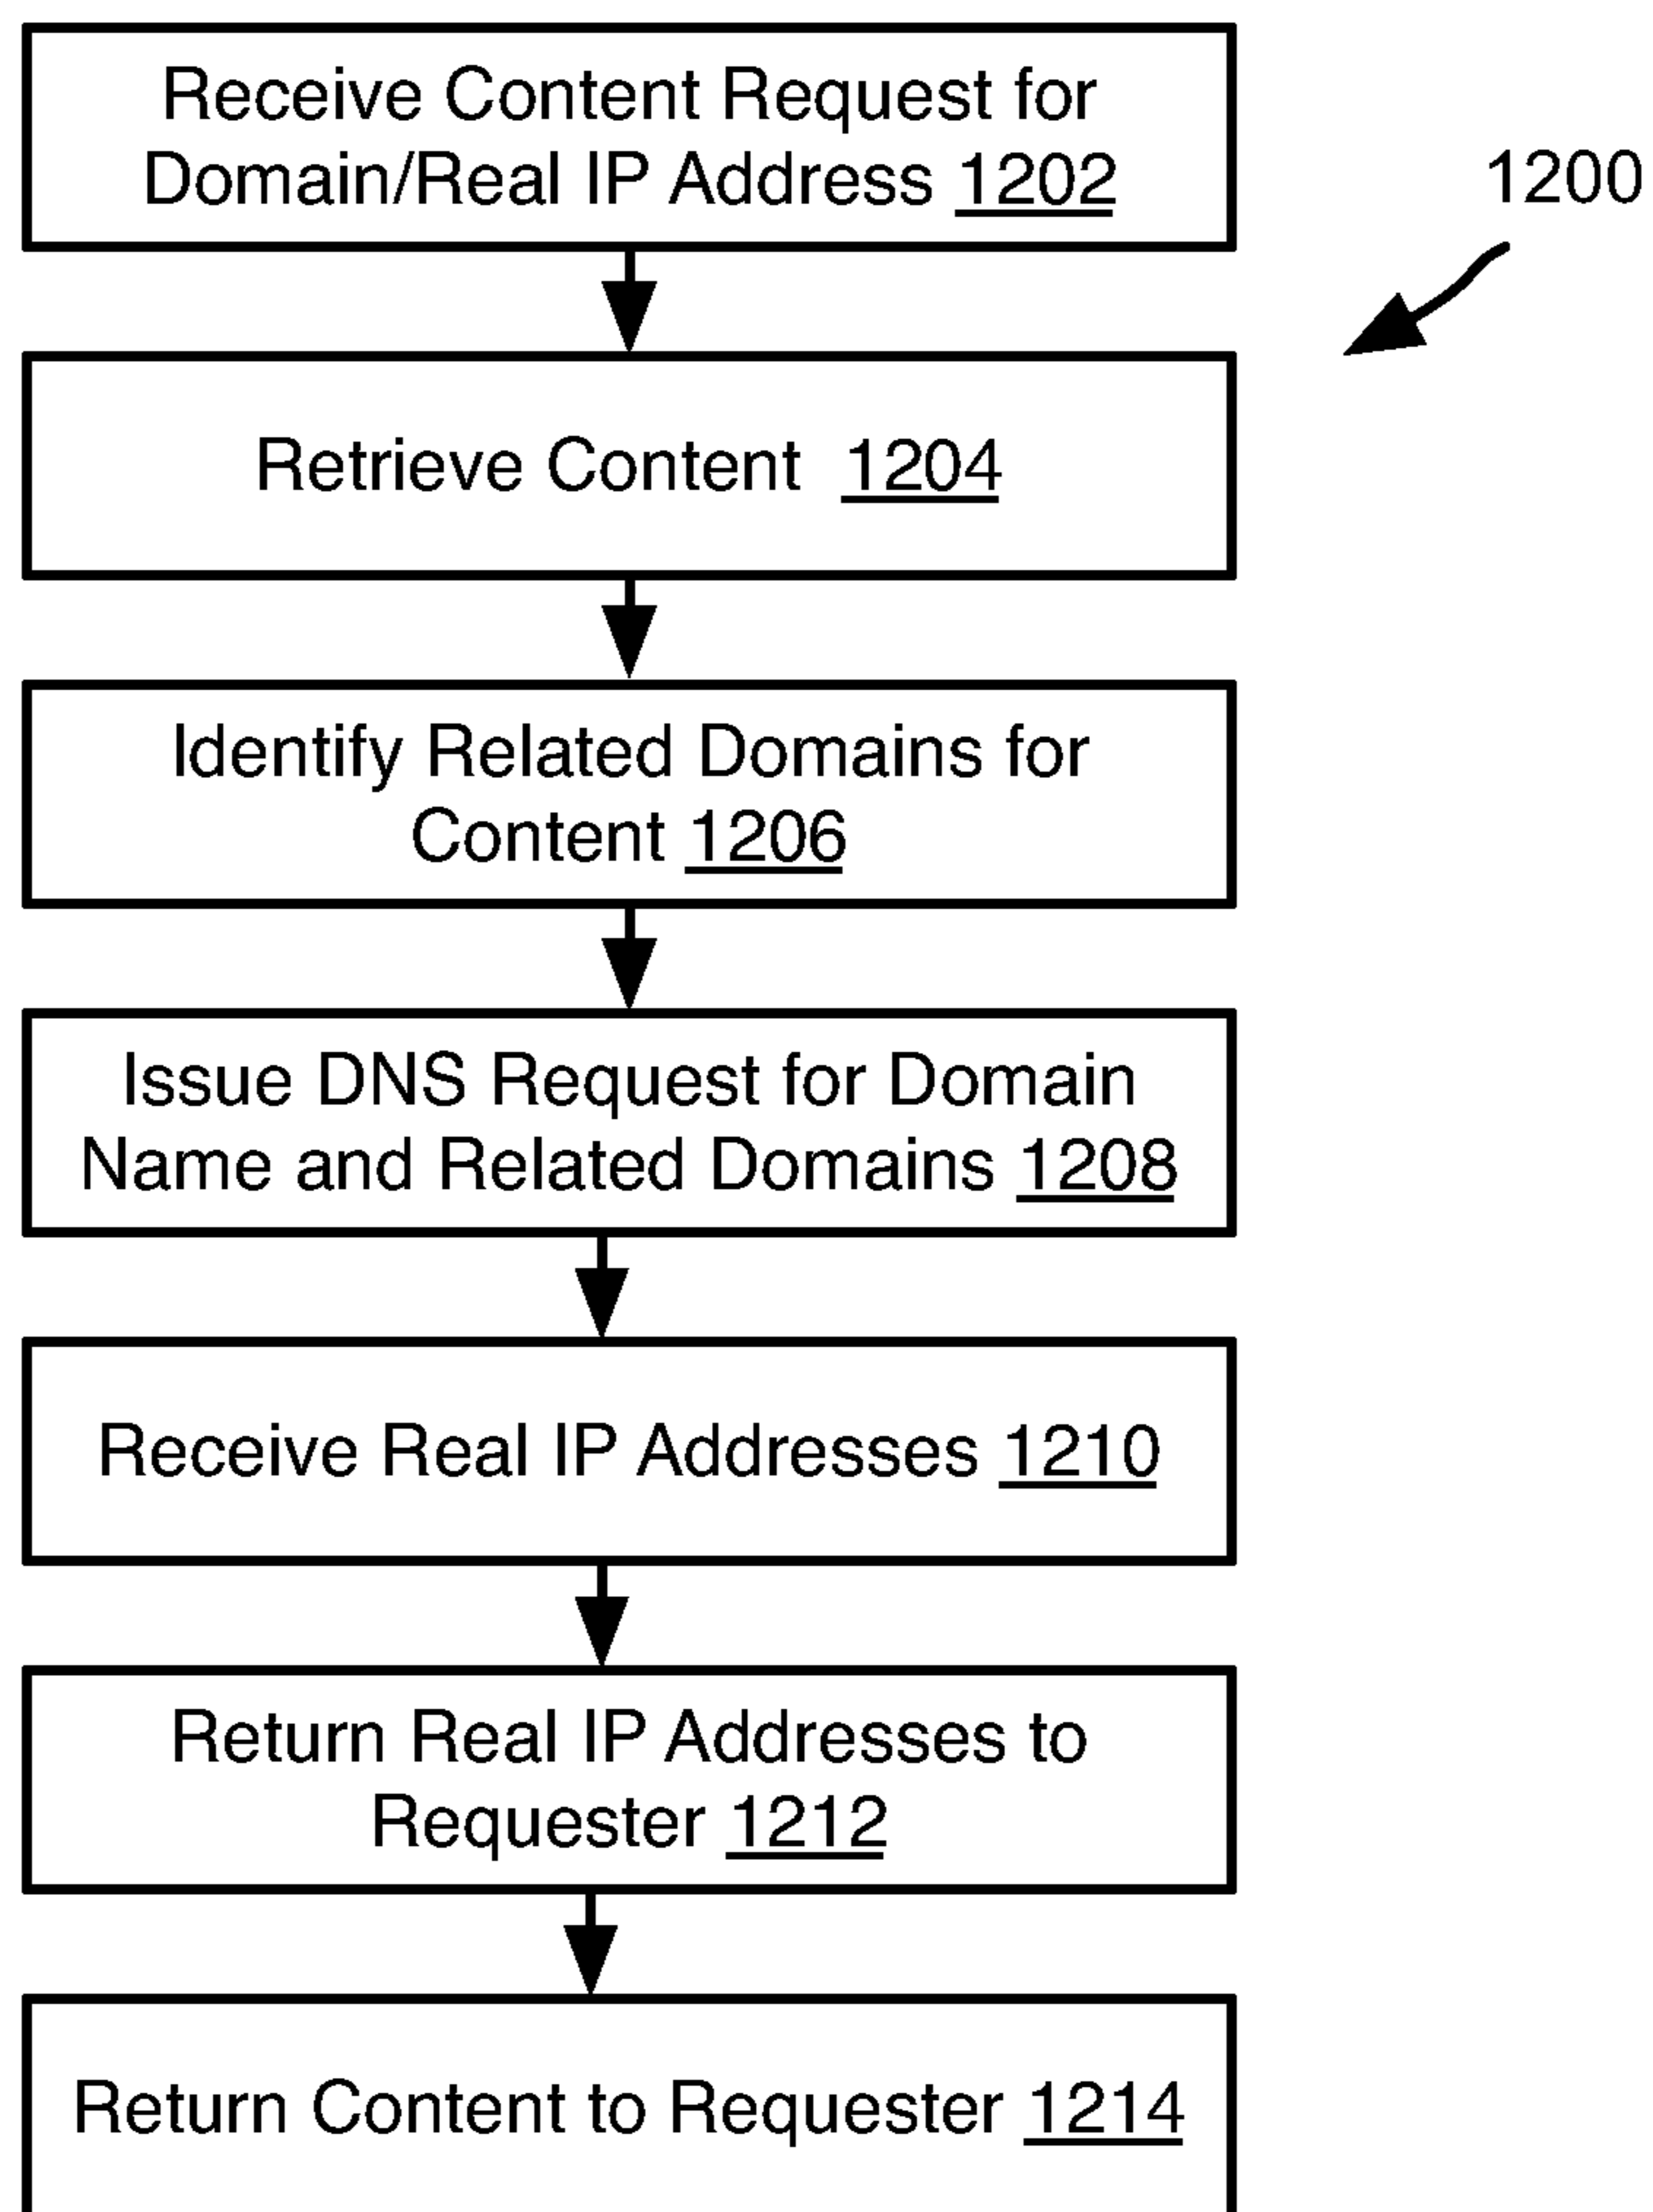 Receive Content Request for
Domain/Real IP Address 1202
1200
Retrieve Content 1204
Identify Related Domains for
Content 1206
Issue DNS Request for Domain
Name and Related Domains 1208
Receive Real IP Addresses 1210
Return Real IP Addresses to
Requester 1212
Return Content to Requester 1214